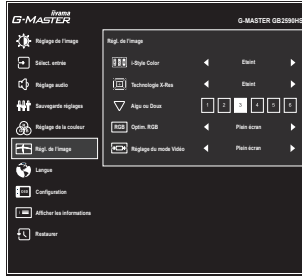 iiyama
G-MASTER
G-MASTER GB2590HS
Réglage de l'image
Sélect. entrée
Réglage audio
Sauvegarde réglages
Réglage de la couleur
Régl. de l'image
Langue
Configuration
Afficher les informations
Restaurer
Régl. de l'image
i-Style Color Eteint
Technologie X-Res Eteint
Aigu ou Doux 1 2 3 4 5 6
RGB Optim. RGB Plein écran
Réglage du mode Vidéo Plein écran